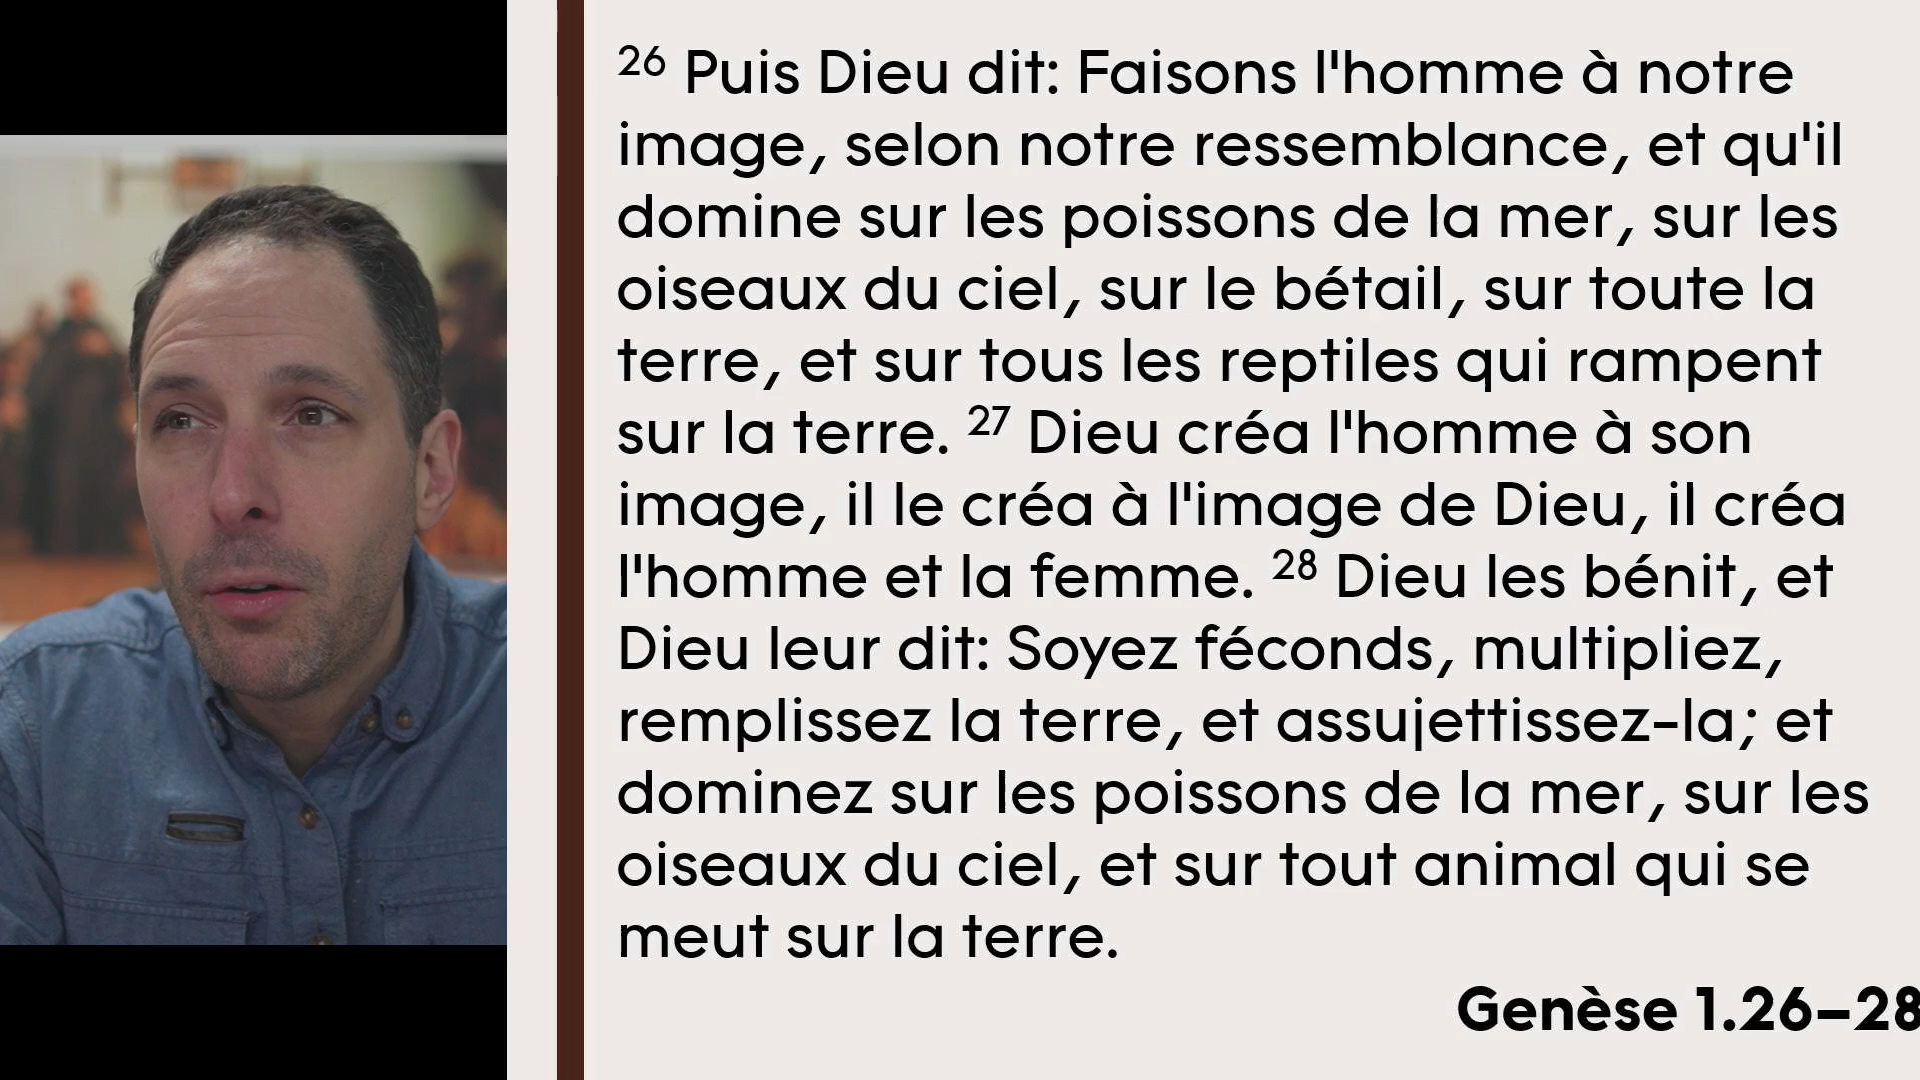 26 Puis Dieu dit: Faisons l'homme à notre
image, selon notre ressemblance, et qu'il
domine sur les poissons de la mer, sur les
oiseaux du ciel, sur le bétail, sur toute la
terre, et sur tous les reptiles qui rampent
sur la terre. 27 Dieu créa l'homme à son
image, il le créa à l'image de Dieu, il créa
l'homme et la femme. 28 Dieu les bénit, et
Dieu leur dit: Soyez féconds, multipliez,
remplissez la terre, et assujettissez-la; et
dominez sur les poissons de la mer, sur les
oiseaux du ciel, et sur tout animal qui se
meut sur la terre.
Genèse 1.26–28